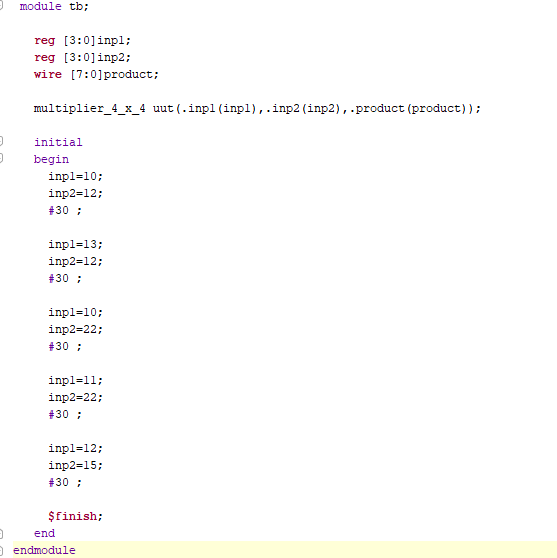 module tb;
reg [3:0]inp1;
reg [3:0]inp2;
wire [7:0]product;
multiplier_4_x_4 uut(.inp1(inp1),.inp2(inp2),.product(product));
initial
begin
inp1=10;
inp2=12;
#30 ;
inp1=13;
inp2=12;
#30 ;
inp1=10;
inp2=22;
#30 ;
inp1=11;
inp2=22;
#30 ;
inp1=12;
inp2=15;
#30 ;
$finish;
end
endmodule